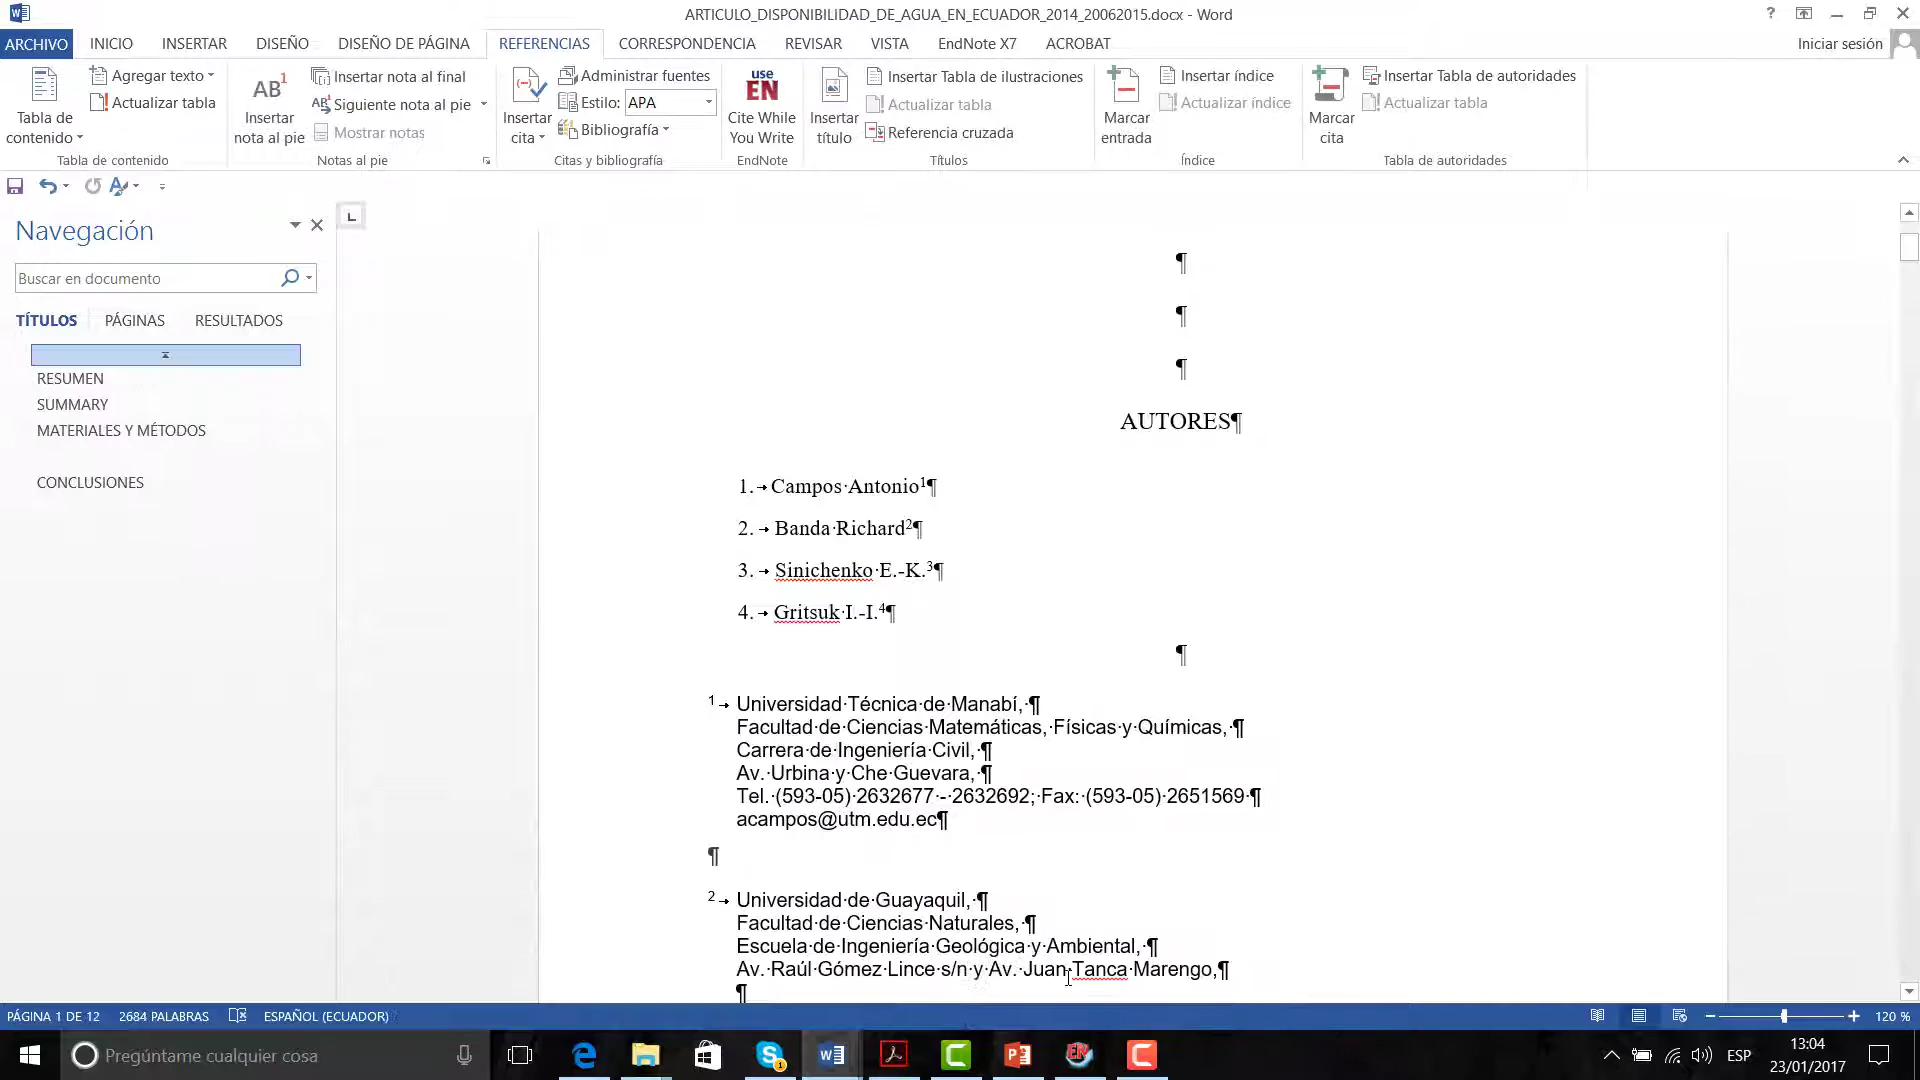 ARTICULO_DISPONIBILIDAD_DE_AGUA_EN_ECUADOR_2014_20062015.docx - Word
ARCHIVO INICIO INSERTAR DISEÑO DISEÑO DE PÁGINA REFERENCIAS CORRESPONDENCIA REVISAR VISTA EndNote X7 ACROBAT Iniciar sesión
Tabla de contenido
Agregar texto
Actualizar tabla
Tabla de contenido
AB1
Insertar nota al pie
Insertar nota al final
Siguiente nota al pie
Mostrar notas
Notas al pie
Insertar cita
Administrar fuentes
Estilo: APA
Bibliografía
Citas y bibliografía
use
EN
Cite While You Write
EndNote
Insertar título
Insertar Tabla de ilustraciones
Actualizar tabla
Referencia cruzada
Títulos
Marcar entrada
Insertar índice
Actualizar índice
Índice
Marcar cita
Insertar Tabla de autoridades
Actualizar tabla
Tabla de autoridades
Navegación
Buscar en documento
TÍTULOS PÁGINAS RESULTADOS
RESUMEN
SUMMARY
MATERIALES Y MÉTODOS
CONCLUSIONES
¶
¶
¶
AUTORES¶
1. Campos Antonio1¶
2. Banda Richard2¶
3. Sinichenko E.-K.3¶
4. Gritsuk I.-I.4¶
¶
1 Universidad Técnica de Manabí, ¶
Facultad de Ciencias Matemáticas, Físicas y Químicas, ¶
Carrera de Ingeniería Civil, ¶
Av. Urbina y Che Guevara, ¶
Tel. (593-05) 2632677 - 2632692; Fax: (593-05) 2651569 ¶
acampos@utm.edu.ec¶
¶
2 Universidad de Guayaquil, ¶
Facultad de Ciencias Naturales, ¶
Escuela de Ingeniería Geológica y Ambiental, ¶
Av. Raúl Gómez Lince s/n y Av. Juan Tanca Marengo,¶
¶
PÁGINA 1 DE 12 2684 PALABRAS ESPAÑOL (ECUADOR) 120 %
Pregúntame cualquier cosa
ESP
13:04
23/01/2017